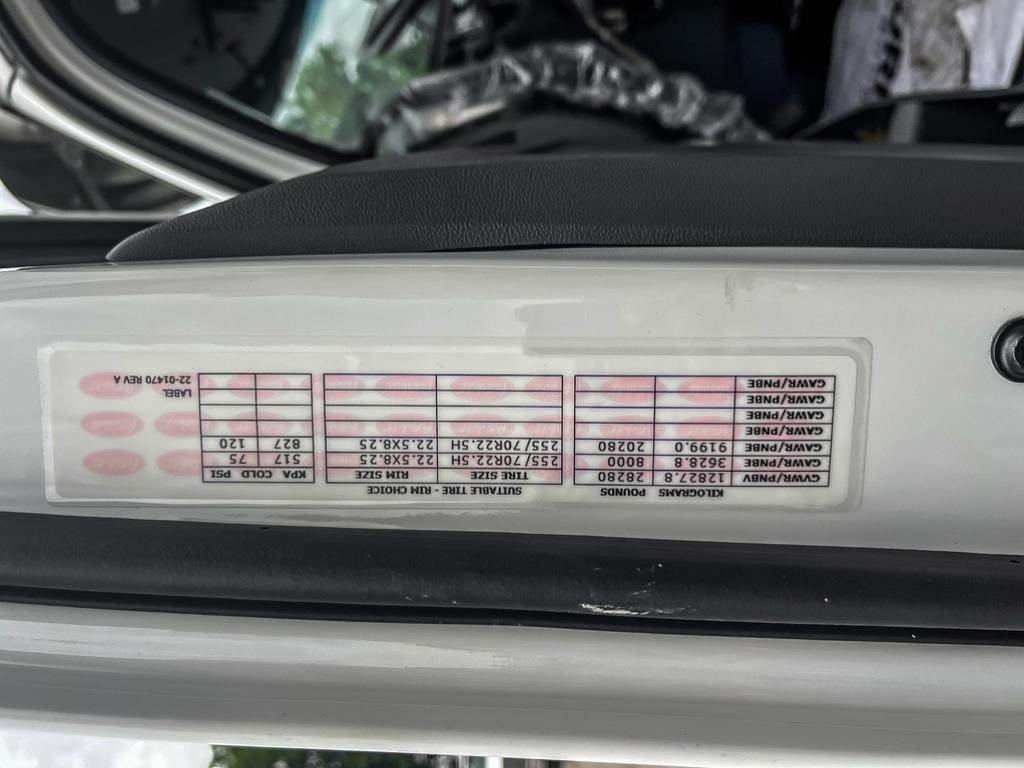 KILOGRAMS POUNDS SUITABLE TIRE - RIM CHOICE
GVWR/PNBV 12827.8 28280 TIRE SIZE RIM SIZE KPA COLD PSI
GAWR/PNBE 3628.8 8000 255/70R22.5H 22.5X8.25 517 75
GAWR/PNBE 9199.0 20280 255/70R22.5H 22.5X8.25 827 120
GAWR/PNBE
GAWR/PNBE
GAWR/PNBE LABEL
GAWR/PNBE 22-01470 REV A